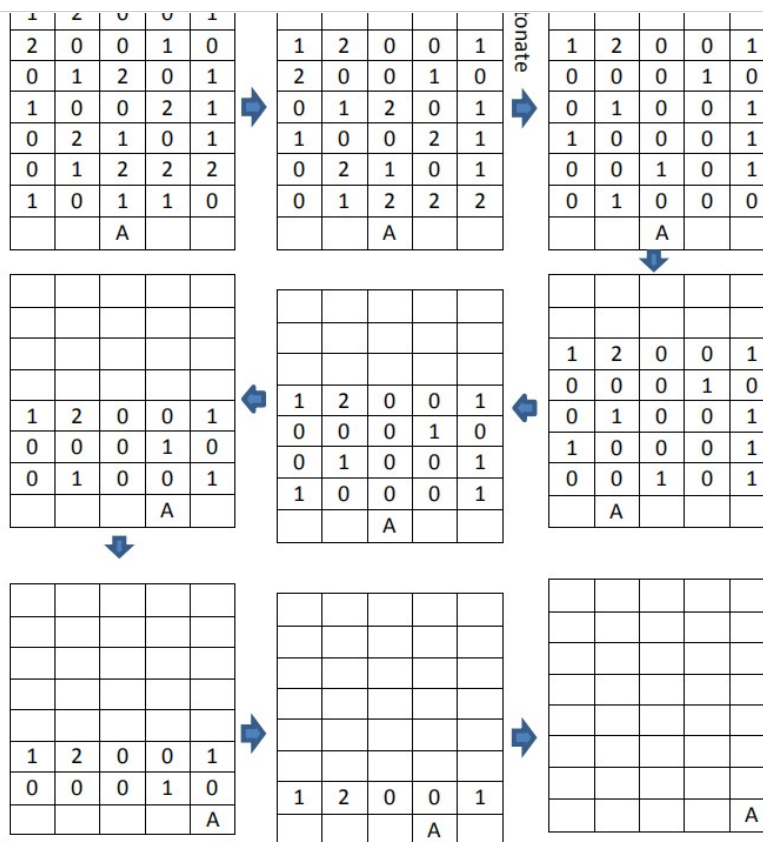 1 2 0 0 1
2 0 0 1 0
0 1 2 0 1
1 0 0 2 1
0 2 1 0 1
0 1 2 2 2
1 0 1 1 0
A
1 2 0 0 1
2 0 0 1 0
0 1 2 0 1
1 0 0 2 1
0 2 1 0 1
0 1 2 2 2
A
tonate
1 2 0 0 1
0 0 0 1 0
0 1 0 0 1
1 0 0 0 1
0 0 1 0 1
0 1 0 0 0
A
1 2 0 0 1
0 0 0 1 0
0 1 0 0 1
A
1 2 0 0 1
0 0 0 1 0
0 1 0 0 1
1 0 0 0 1
A
1 2 0 0 1
0 0 0 1 0
0 1 0 0 1
1 0 0 0 1
0 0 1 0 1
A
1 2 0 0 1
0 0 0 1 0
A
1 2 0 0 1
A
A